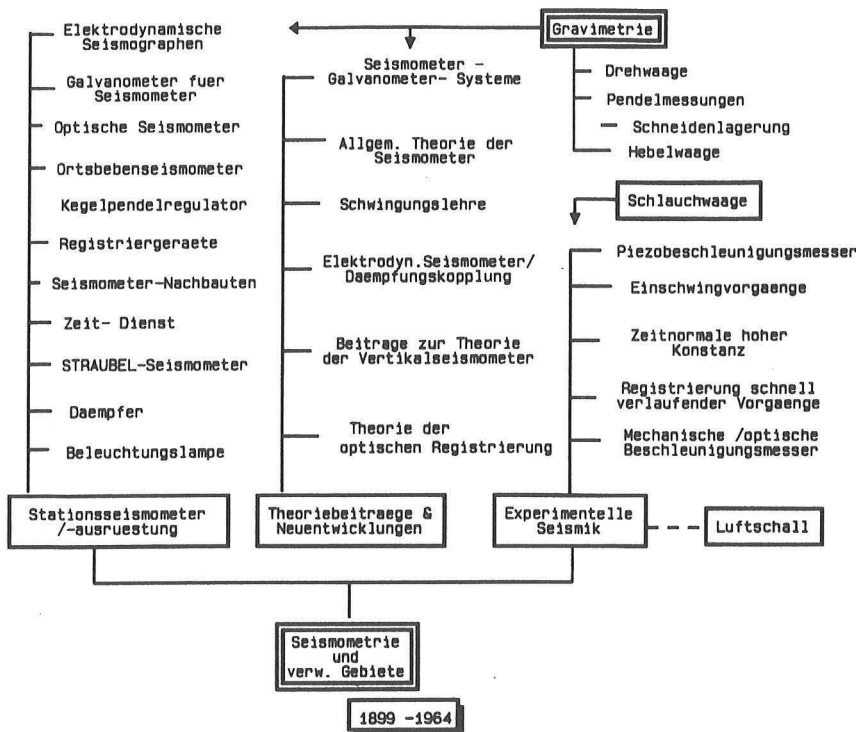 Elektrodynamische
Seismographen
Galvanometer fuer
Seismometer
Optische Seismometer
Ortsbebenseismometer
Kegelpendelregulator
Registriergeraete
Seismometer-Nachbauten
Zeit- Dienst
STRAUBEL-Seismometer
Daempfer
Beleuchtungslampe
Stationsseismometer
/-ausruestung
Seismometer -
Galvanometer- Systeme
Allgem. Theorie der
Seismometer
Schwingungslehre
Elektrodyn.Seismometer/
Daempfungskopplung
Beitrage zur Theorie
der Vertikalseismometer
Theorie der
optischen Registrierung
Theoriebeitraege &
Neuentwicklungen
Gravimetrie
Drehwaage
Pendelmessungen
Schneidenlagerung
Hebelwaage
Schlauchwaage
Piezobeschleunigungsmesser
Einschwingvorgaenge
Zeitnormale hoher
Konstanz
Registrierung schnell
verlaufender Vorgaenge
Mechanische /optische
Beschleunigungsmesser
Experimentelle
Seismik
Luftschall
Seismometrie
und
verw. Gebiete
1899 -1964